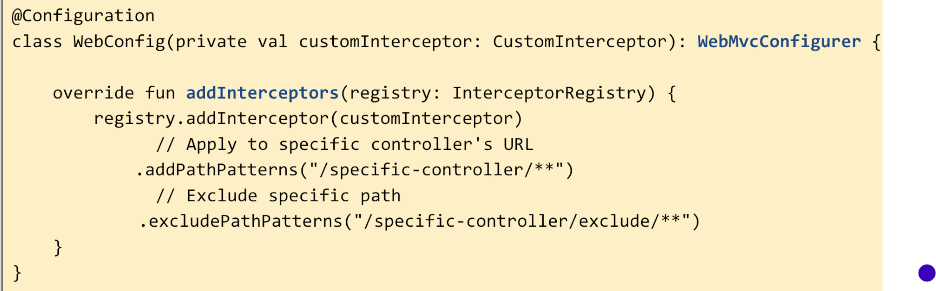 @Configuration
class WebConfig(private val customInterceptor: CustomInterceptor): WebMvcConfigurer {
override fun addInterceptors(registry: InterceptorRegistry) {
registry.addInterceptor(customInterceptor)
// Apply to specific controller's URL
.addPathPatterns("/specific-controller/**")
// Exclude specific path
.excludePathPatterns("/specific-controller/exclude/**")
}
}